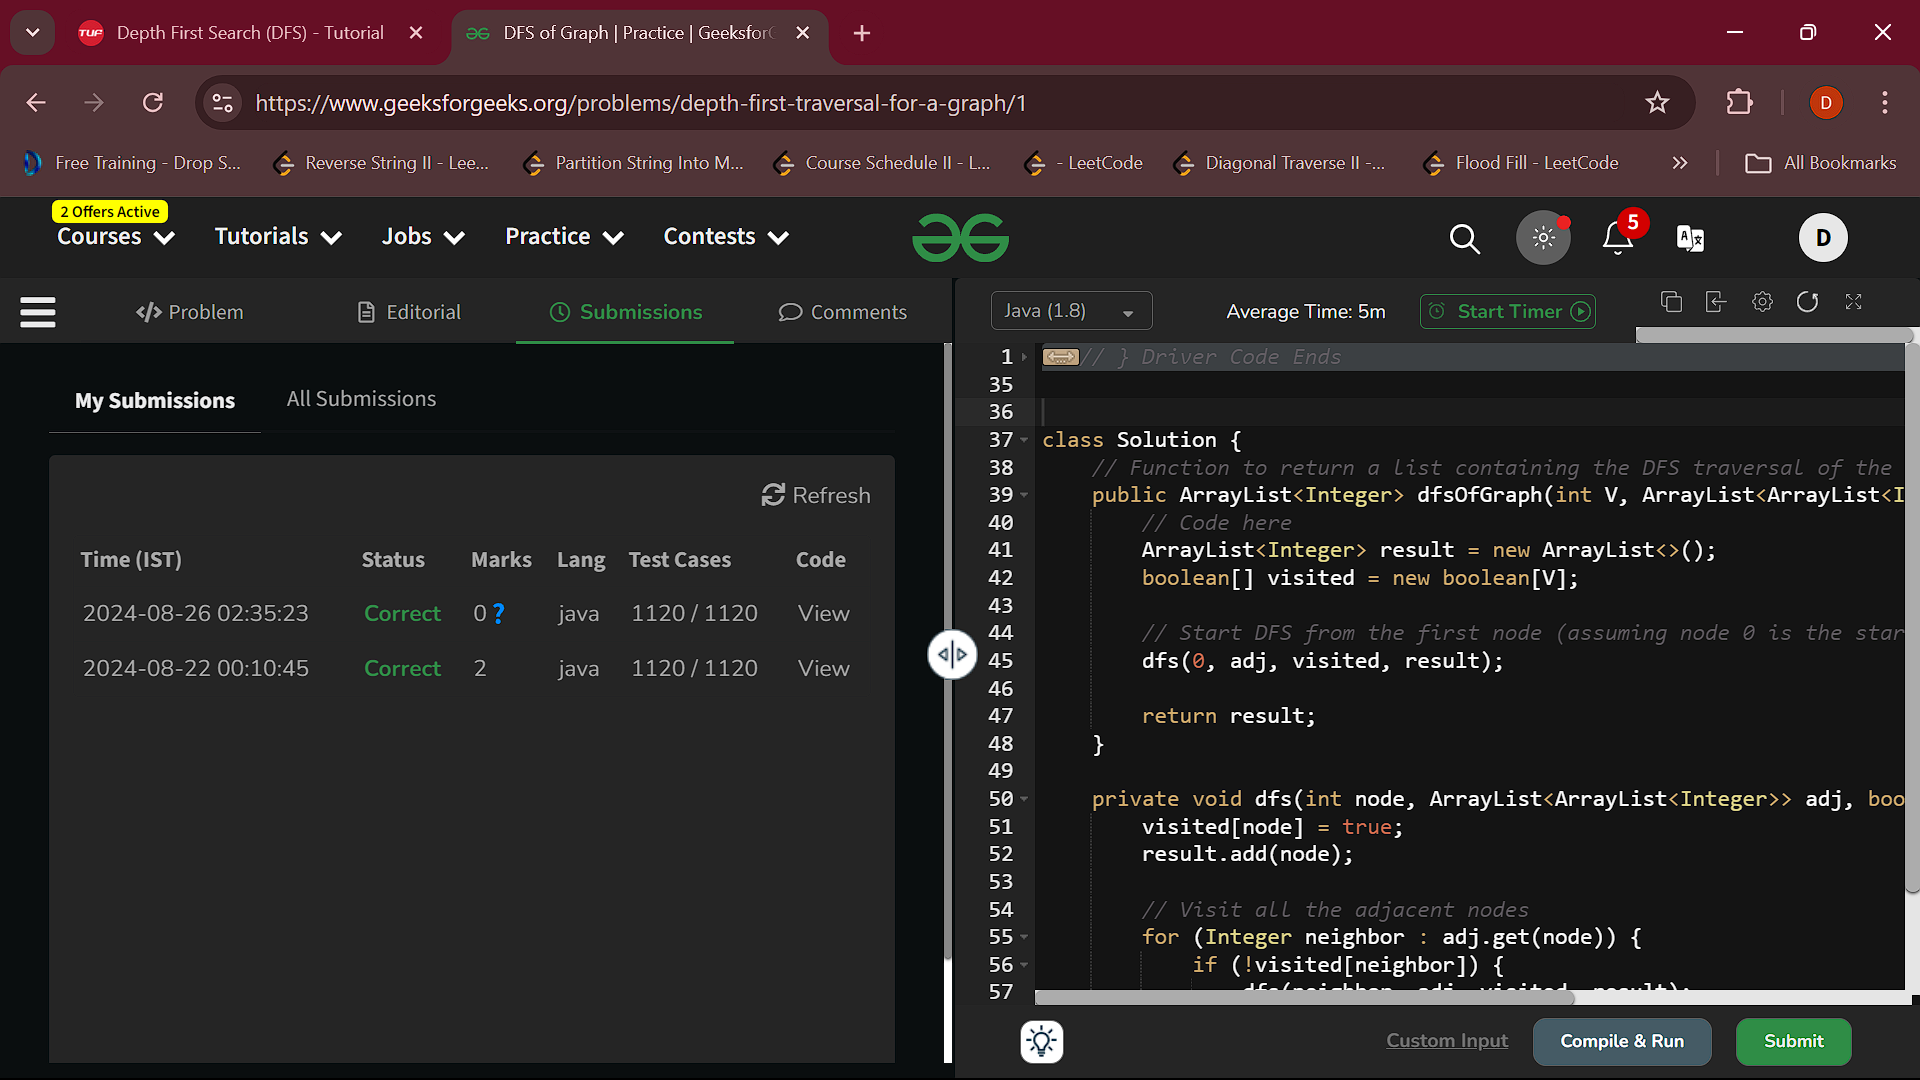 TUF Depth First Search (DFS) - Tutorial
DFS of Graph | Practice | Geeksfor
https://www.geeksforgeeks.org/problems/depth-first-traversal-for-a-graph/1
D
Free Training - Drop S...
Reverse String II - Lee...
Partition String Into M...
Course Schedule II - L...
- LeetCode
Diagonal Traverse II -...
Flood Fill - LeetCode
All Bookmarks
2 Offers Active
Courses
Tutorials
Jobs
Practice
Contests
5
D
</> Problem
Editorial
Submissions
Comments
Java (1.8)
Average Time: 5m
Start Timer
My Submissions
All Submissions
Refresh
Time (IST) Status Marks Lang Test Cases Code
2024-08-26 02:35:23 Correct 0 ? java 1120 / 1120 View
2024-08-22 00:10:45 Correct 2 java 1120 / 1120 View
1 // } Driver Code Ends
35
36
37 class Solution {
38 // Function to return a list containing the DFS traversal of the
39 public ArrayList<Integer> dfsOfGraph(int V, ArrayList<ArrayList<I
40 // Code here
41 ArrayList<Integer> result = new ArrayList<>();
42 boolean[] visited = new boolean[V];
43
44 // Start DFS from the first node (assuming node 0 is the star
45 dfs(0, adj, visited, result);
46
47 return result;
48 }
49
50 private void dfs(int node, ArrayList<ArrayList<Integer>> adj, boo
51 visited[node] = true;
52 result.add(node);
53
54 // Visit all the adjacent nodes
55 for (Integer neighbor : adj.get(node)) {
56 if (!visited[neighbor]) {
57 dfs(neighbor, adj, visited, result);
Custom Input
Compile & Run
Submit